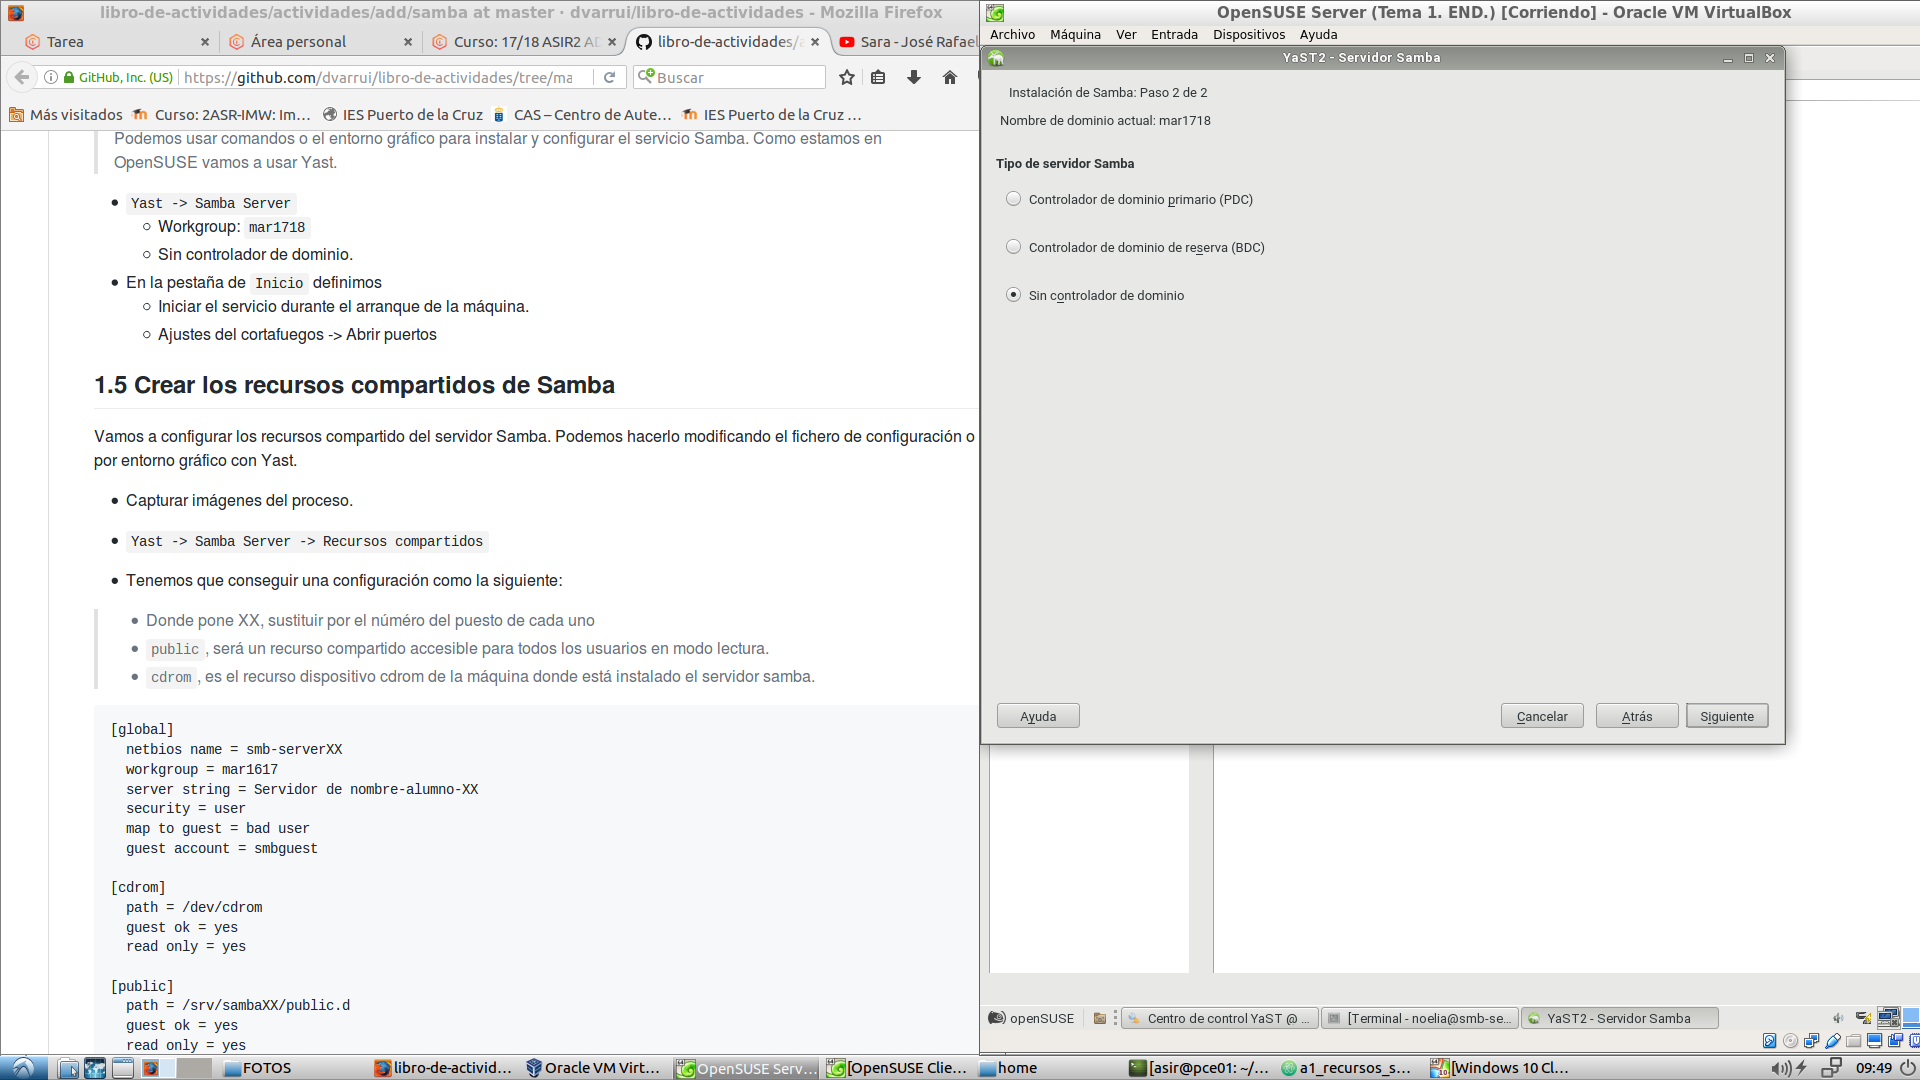 libro-de-actividades/actividades/add/samba at master · dvarrui/libro-de-actividades - Mozilla Firefox
Tarea
Área personal
Curso: 17/18 ASIR2 AD
libro-de-actividades/a
Sara - José Rafael
GitHub, Inc. (US)
https://github.com/dvarrui/libro-de-actividades/tree/ma
Buscar
Más visitados
Curso: 2ASR-IMW: Im...
IES Puerto de la Cruz
CAS – Centro de Aute...
IES Puerto de la Cruz ...
Podemos usar comandos o el entorno gráfico para instalar y configurar el servicio Samba. Como estamos en
OpenSUSE vamos a usar Yast.
Yast -> Samba Server
Workgroup: mar1718
Sin controlador de dominio.
En la pestaña de Inicio definimos
Iniciar el servicio durante el arranque de la máquina.
Ajustes del cortafuegos -> Abrir puertos
1.5 Crear los recursos compartidos de Samba
Vamos a configurar los recursos compartido del servidor Samba. Podemos hacerlo modificando el fichero de configuración o
por entorno gráfico con Yast.
Capturar imágenes del proceso.
Yast -> Samba Server -> Recursos compartidos
Tenemos que conseguir una configuración como la siguiente:
Donde pone XX, sustituir por el núméro del puesto de cada uno
public , será un recurso compartido accesible para todos los usuarios en modo lectura.
cdrom , es el recurso dispositivo cdrom de la máquina donde está instalado el servidor samba.
[global]
netbios name = smb-serverXX
workgroup = mar1617
server string = Servidor de nombre-alumno-XX
security = user
map to guest = bad user
guest account = smbguest
[cdrom]
path = /dev/cdrom
guest ok = yes
read only = yes
[public]
path = /srv/sambaXX/public.d
guest ok = yes
read only = yes
OpenSUSE Server (Tema 1. END.) [Corriendo] - Oracle VM VirtualBox
Archivo Máquina Ver Entrada Dispositivos Ayuda
YaST2 - Servidor Samba
Instalación de Samba: Paso 2 de 2
Nombre de dominio actual: mar1718
Tipo de servidor Samba
Controlador de dominio primario (PDC)
Controlador de dominio de reserva (BDC)
Sin controlador de dominio
Ayuda
Cancelar
Atrás
Siguiente
openSUSE
Centro de control YaST @ ...
[Terminal - noelia@smb-se...
YaST2 - Servidor Samba
FOTOS
libro-de-activid...
Oracle VM Virt...
OpenSUSE Serv...
[OpenSUSE Clie...
home
[asir@pce01: ~/...
a1_recursos_s...
[Windows 10 Cl...
09:49